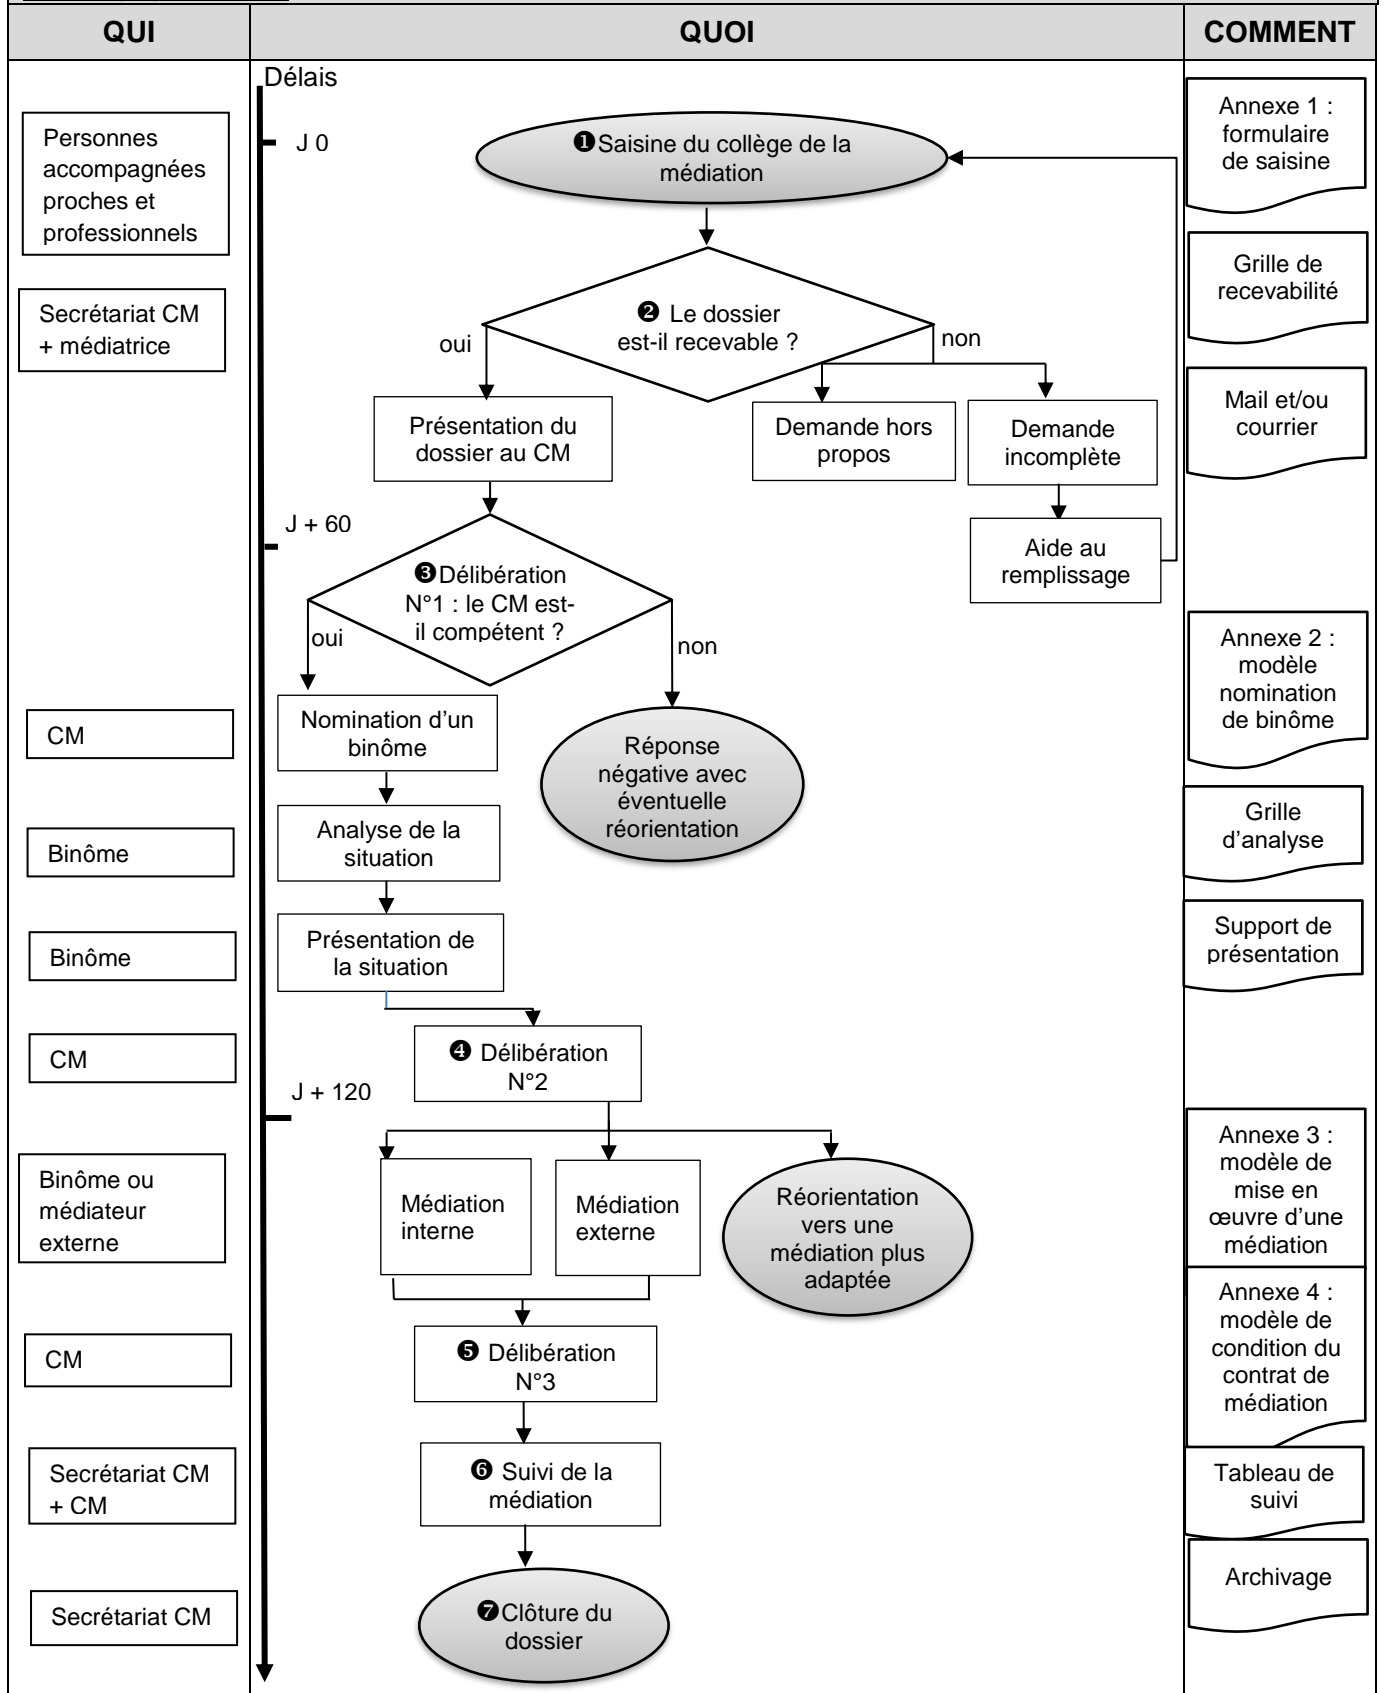 QUI
QUOI
COMMENT
Délais
Personnes
accompagnées
proches et
professionnels
J 0
❶Saisine du collège de la
médiation
Annexe 1 :
formulaire
de saisine
Secrétariat CM
+ médiatrice
❷ Le dossier
est-il recevable ?
oui
non
Grille de
recevabilité
Présentation du
dossier au CM
Demande hors
propos
Demande
incomplète
Mail et/ou
courrier
J + 60
Aide au
remplissage
❸Délibération
N°1 : le CM est-
il compétent ?
oui
non
Annexe 2 :
modèle
nomination
de binôme
CM
Nomination d’un
binôme
Réponse
négative avec
éventuelle
réorientation
Binôme
Analyse de la
situation
Grille
d’analyse
Binôme
Présentation de
la situation
Support de
présentation
CM
❹ Délibération
N°2
J + 120
Binôme ou
médiateur
externe
Médiation
interne
Médiation
externe
Réorientation
vers une
médiation plus
adaptée
Annexe 3 :
modèle de
mise en
œuvre d’une
médiation
Annexe 4 :
modèle de
condition du
contrat de
médiation
CM
❺ Délibération
N°3
Secrétariat CM
+ CM
❻ Suivi de la
médiation
Tableau de
suivi
Secrétariat CM
❼Clôture du
dossier
Archivage